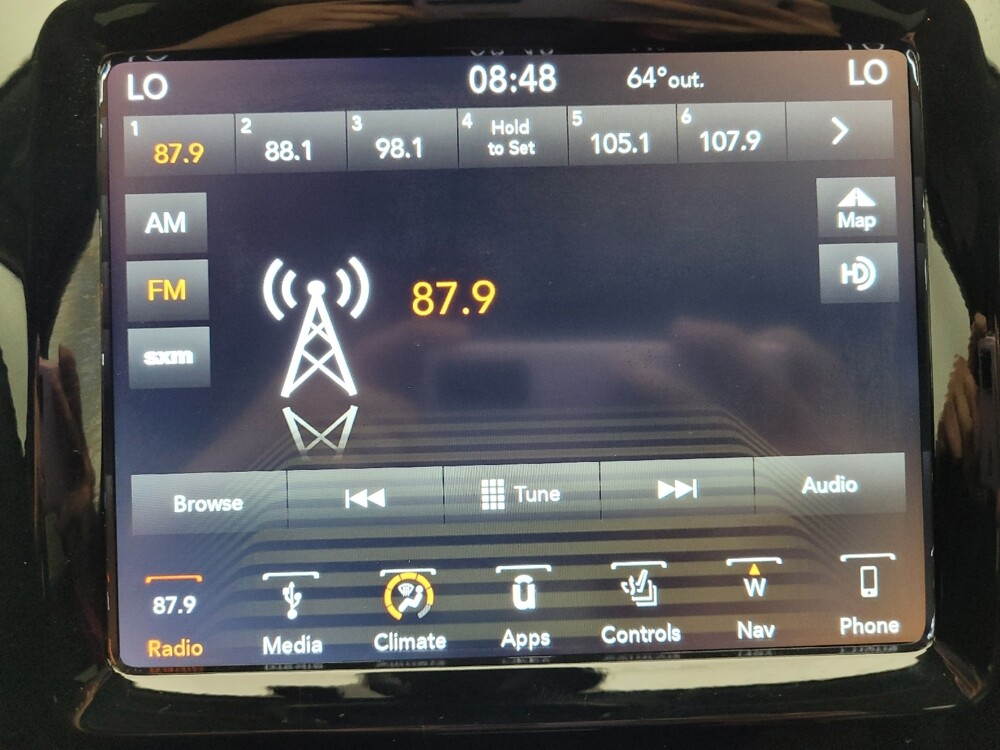 LO 08:48 64° out. LO
1 87.9 2 88.1 3 98.1 4 Hold to Set 5 105.1 6 107.9
AM
Map
FM
87.9
HD
sxm
Browse Tune Audio
87.9 W
Radio Media Climate Apps Controls Nav Phone